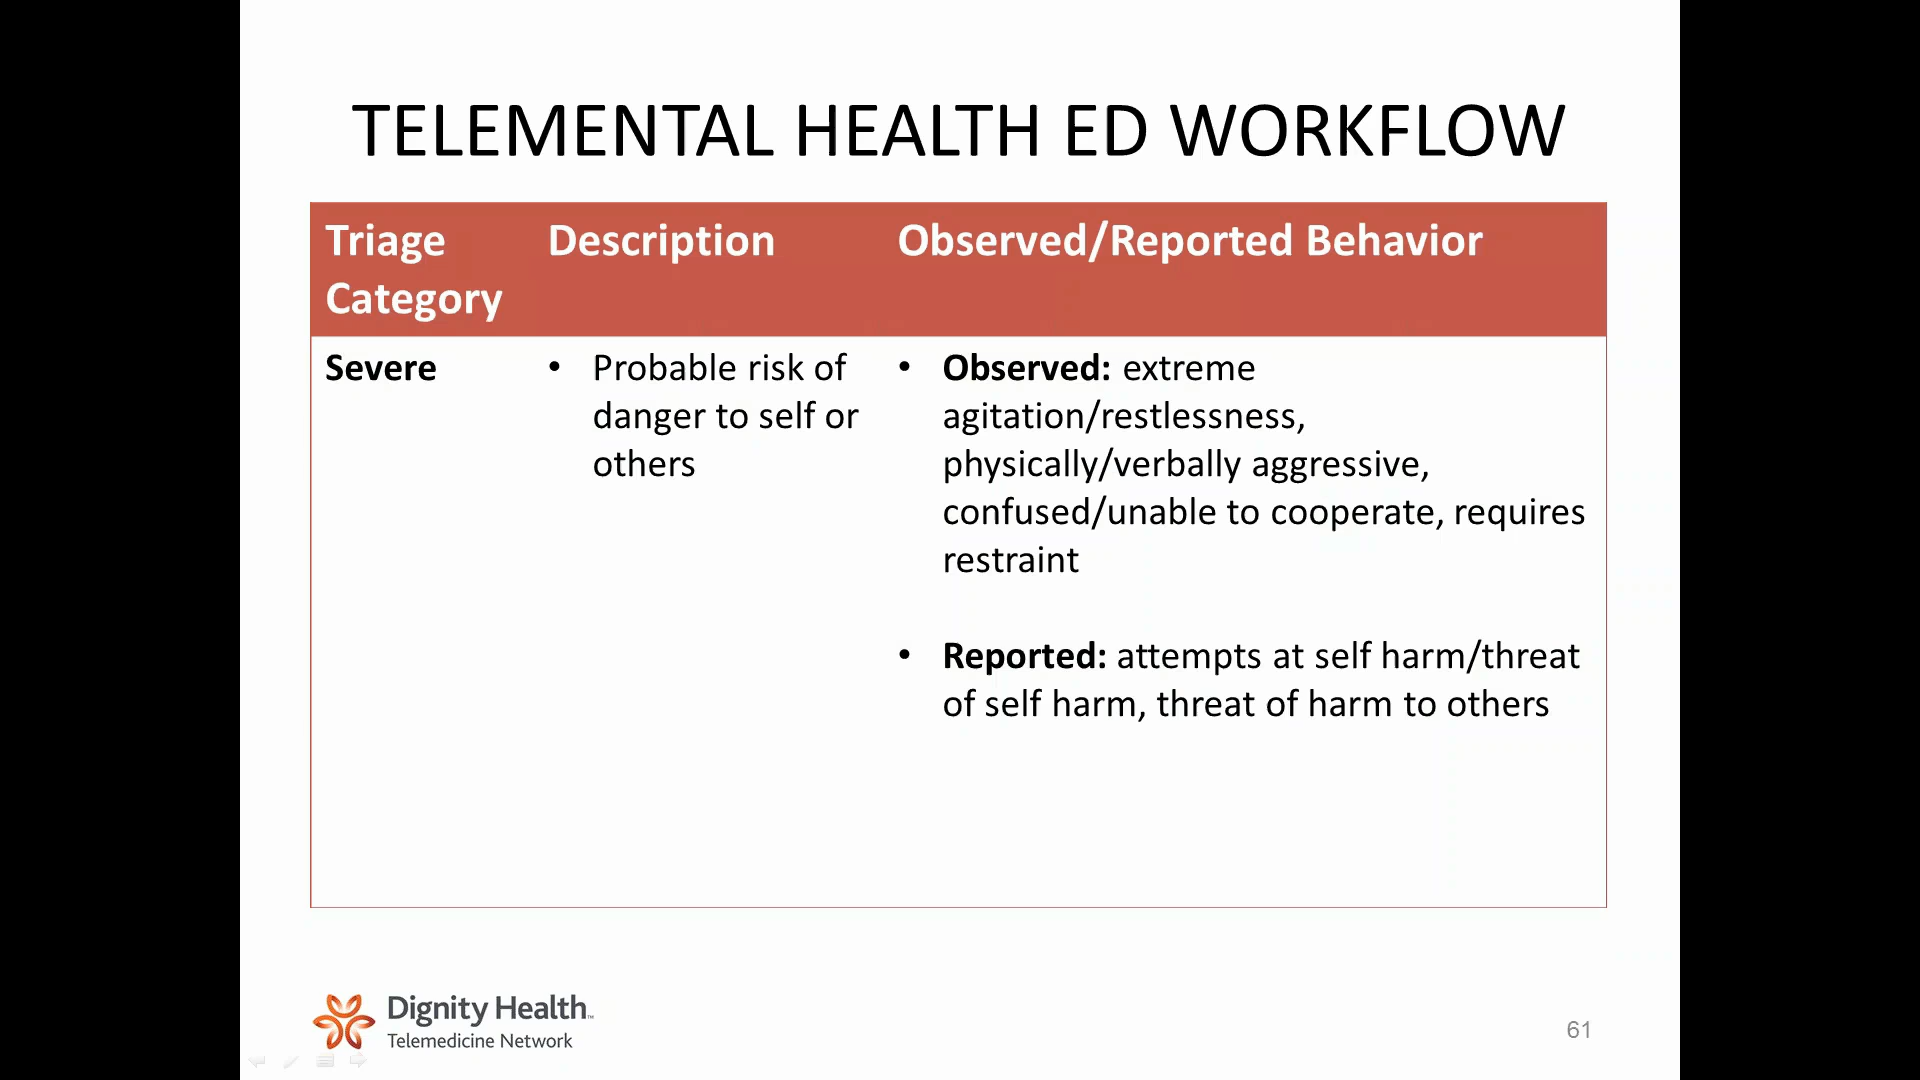 TELEMENTAL HEALTH ED WORKFLOW
Triage Category
Description
Observed/Reported Behavior
Severe
• Probable risk of
danger to self or
others
• Observed: extreme
agitation/restlessness,
physically/verbally aggressive,
confused/unable to cooperate, requires
restraint
• Reported: attempts at self harm/threat
of self harm, threat of harm to others
Dignity Health™
Telemedicine Network
61